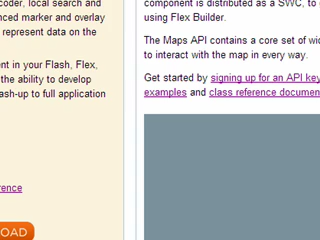 coder, local search and
nced marker and overlay
represent data on the
nt in your Flash, Flex,
the ability to develop
ash-up to full application
rence
OAD
component is distributed as a SWC, to
using Flex Builder.
The Maps API contains a core set of wid
to interact with the map in every way.
Get started by signing up for an API key
examples and class reference documen